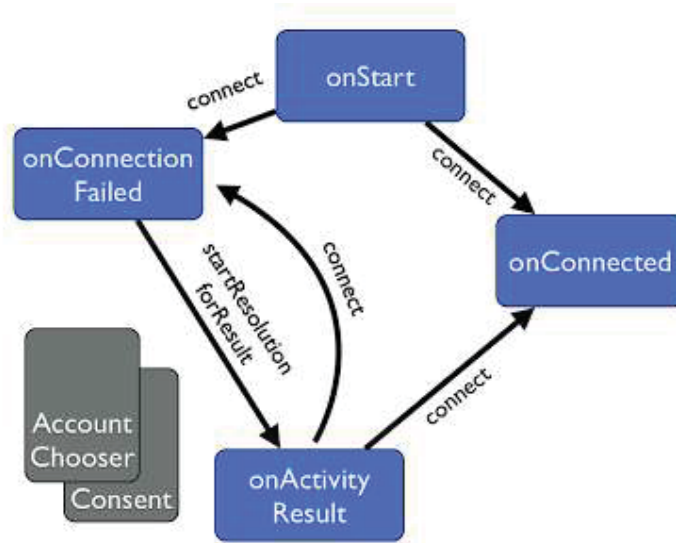 onStart
connect
onConnection
Failed
connect
onConnected
connect
startResolution
forResult
connect
Account
Chooser
Consent
onActivity
Result